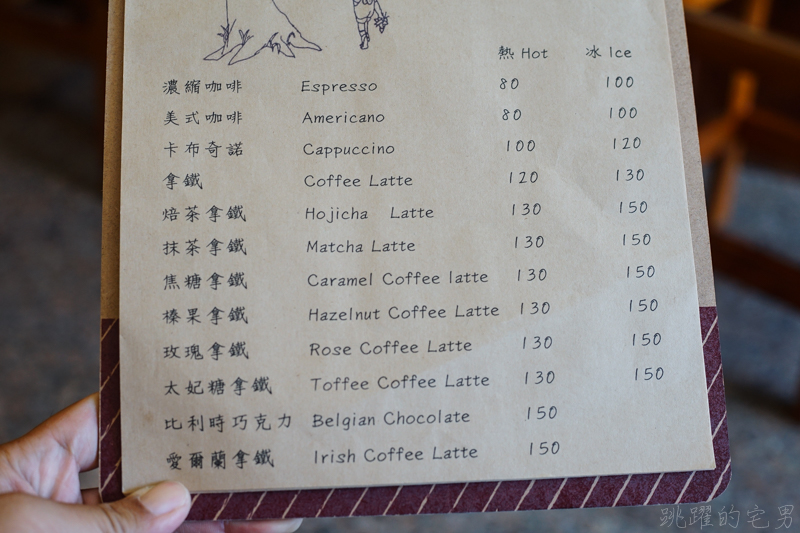 熱 Hot 冰 Ice
濃縮咖啡 Espresso 80 100
美式咖啡 Americano 80 100
卡布奇諾 Cappuccino 100 120
拿鐵 Coffee Latte 120 130
焙茶拿鐵 Hojicha Latte 130 150
抹茶拿鐵 Matcha Latte 130 150
焦糖拿鐵 Caramel Coffee latte 130 150
榛果拿鐵 Hazelnut Coffee Latte 130 150
玫瑰拿鐵 Rose Coffee Latte 130 150
太妃糖拿鐵 Toffee Coffee Latte 130 150
比利時巧克力 Belgian Chocolate 150
愛爾蘭拿鐵 Irish Coffee Latte 150
跳躍的宅男